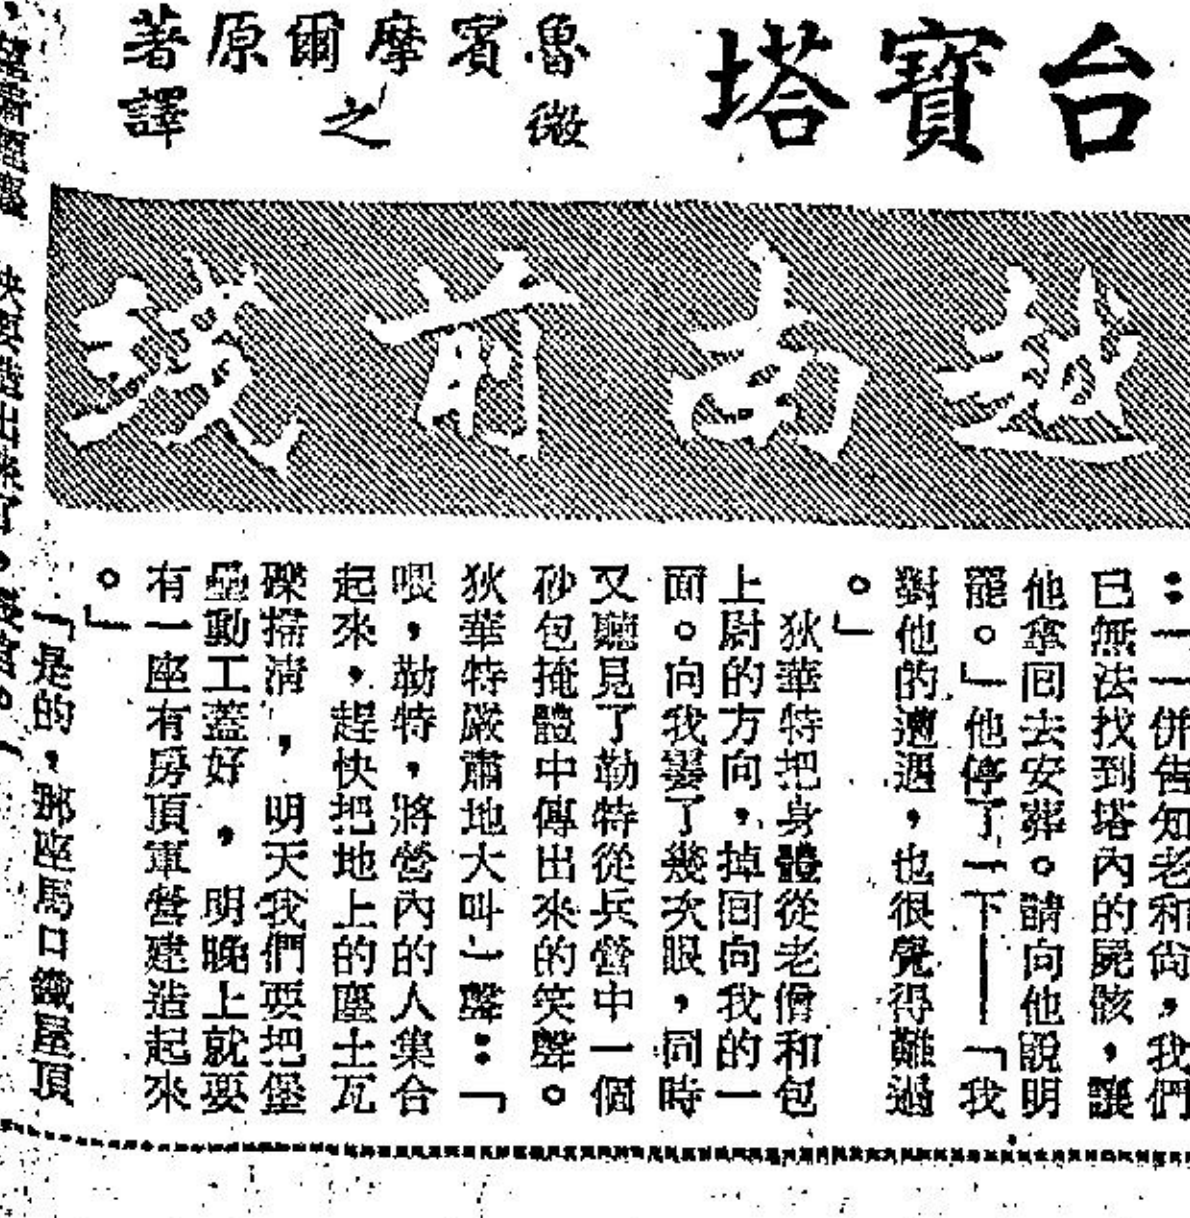 台寶塔
魯賓摩爾原著
微之譯
越南前綫
：「一併告知老和尚，我們
已無法找到塔內的屍骸，讓
他拿回去安葬。請向他說明
罷。」他停了一下——「我
對他的遭遇，也很覺得難過
。」
狄華特把身體從老僧和包
上尉的方向，掉回向我的一
面。向我霎了幾次眼，同時
又聽見了勒特從兵營中一個
砂包掩體中傳出來的笑聲。
狄華特嚴肅地大叫一聲：「
喂，勒特，將營內的人集合
起來，趕快把地上的塵土瓦
礫掃清，明天我們要把堡
壘動工蓋好，明晚上就要
有一座有房頂軍營建造起來
。」
「是的，那座馬口鐵屋頂